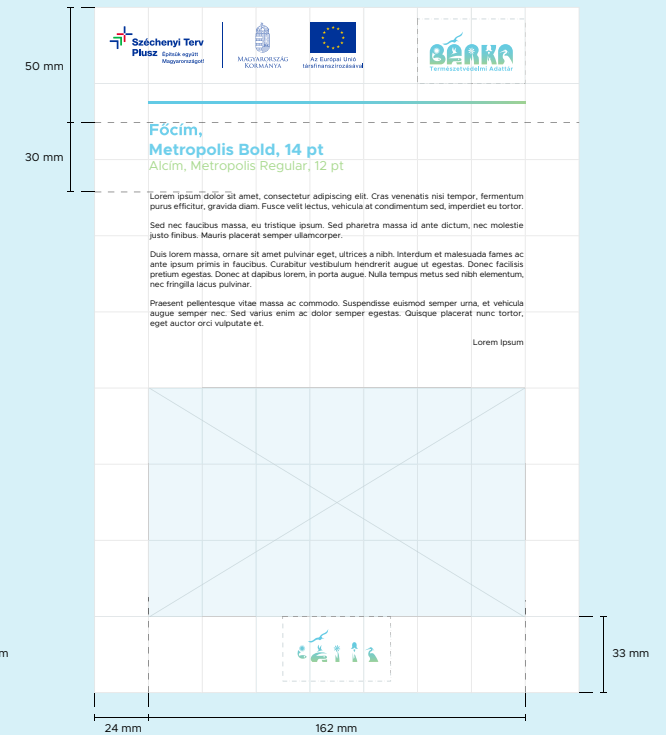 50 mm
Széchenyi Terv
Plusz Építsük együtt
Magyarországot!
MAGYARORSZÁG
KORMÁNYA
Az Európai Unió
társfinanszírozásával
BARKA
Természetvédelmi Adattár
30 mm
Főcím,
Metropolis Bold, 14 pt
Alcím, Metropolis Regular, 12 pt
Lorem ipsum dolor sit amet, consectetur adipiscing elit. Cras venenatis nisi tempor, fermentum
purus efficitur, gravida diam. Fusce velit lectus, vehicula at condimentum sed, imperdiet eu tortor.
Sed nec faucibus massa, eu tristique ipsum. Sed pharetra massa id ante dictum, nec molestie
justo finibus. Mauris placerat semper ullamcorper.
Duis lorem massa, ornare sit amet pulvinar eget, ultrices a nibh. Interdum et malesuada fames ac
ante ipsum primis in faucibus. Curabitur vestibulum hendrerit augue ut egestas. Donec facilisis
pretium egestas. Donec at dapibus lorem, in porta augue. Nulla tempus metus sed nibh elementum,
nec fringilla lacus pulvinar.
Praesent pellentesque vitae massa ac commodo. Suspendisse euismod semper urna, et vehicula
augue semper nec. Sed varius enim ac dolor semper egestas. Quisque placerat nunc tortor,
eget auctor orci vulputate et.
Lorem Ipsum
m
33 mm
24 mm
162 mm